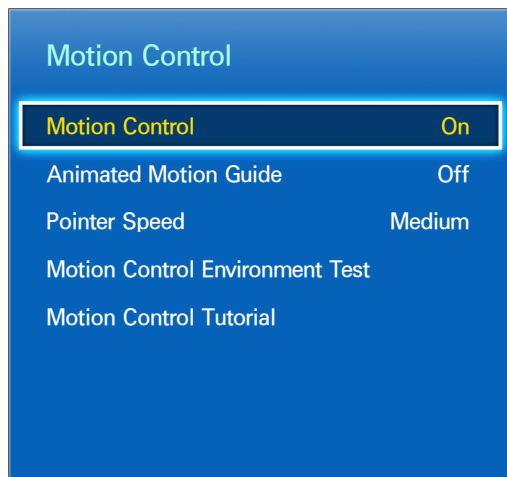 Motion Control
Motion Control On
Animated Motion Guide Off
Pointer Speed Medium
Motion Control Environment Test
Motion Control Tutorial